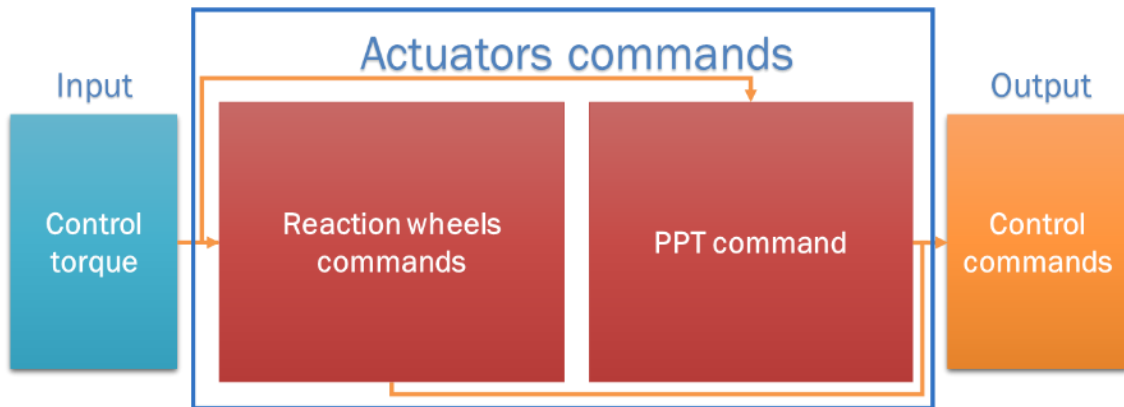 Actuators commands
Input
Output
Control
torque
Reaction wheels
commands
PPT command
Control
commands